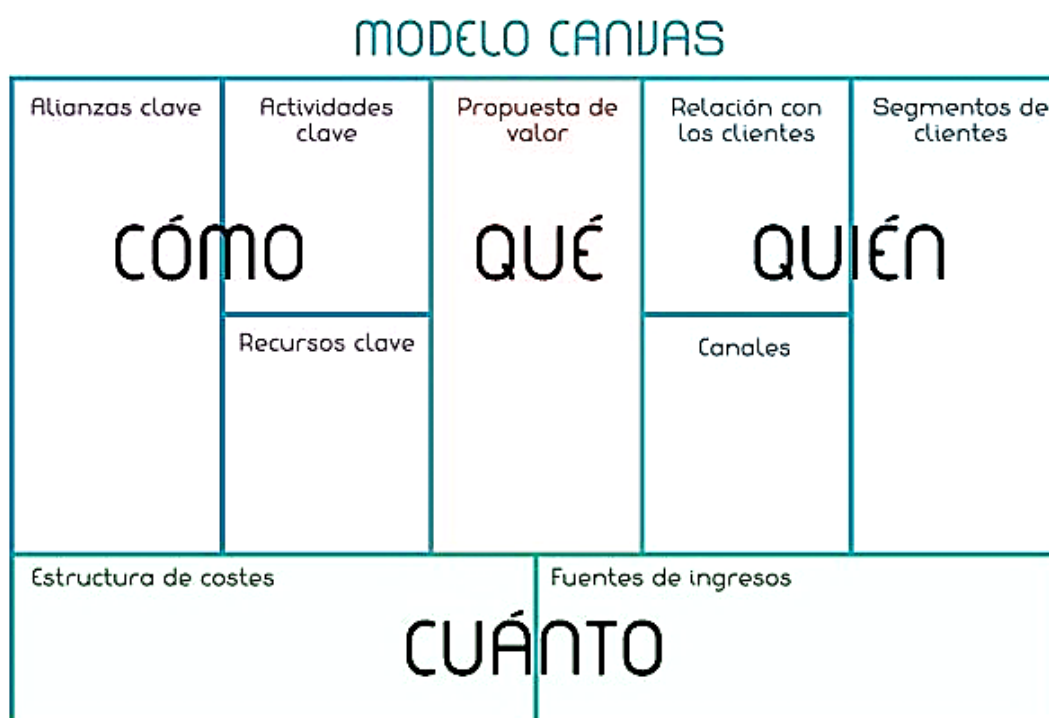 MODELO CANVAS
Alianzas clave
Actividades
clave
Propuesta de
valor
Relación con
los clientes
Segmentos de
clientes
CÓMO
QUÉ
QUIÉN
Recursos clave
Canales
Estructura de costes
Fuentes de ingresos
CUÁNTO